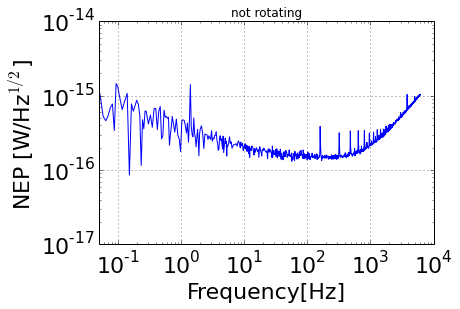 not rotating
NEP [W/Hz^{1/2}]
10^{-14}
10^{-15}
10^{-16}
10^{-17}
10^{-1} 10^{0} 10^{1} 10^{2} 10^{3} 10^{4}
Frequency[Hz]